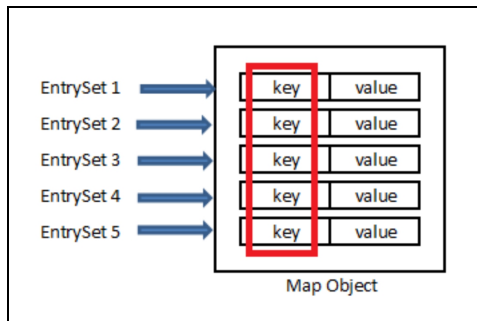 EntrySet 1 key value
EntrySet 2 key value
EntrySet 3 key value
EntrySet 4 key value
EntrySet 5 key value
Map Object